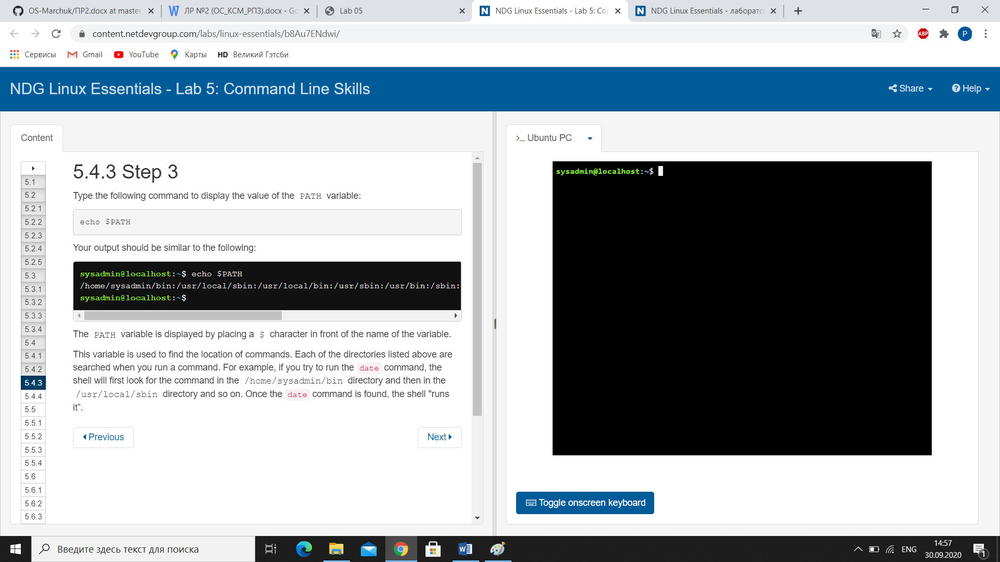 OS-Marchuk/ПР2.docx at master
ЛР №2 (ОС_КСМ_РПЗ).docx - Go
Lab 05
NDG Linux Essentials - Lab 5: Cor
NDG Linux Essentials - лаборато
content.netdevgroup.com/labs/linux-essentials/b8Au7ENdwi/
ABP
P
Сервисы
Gmail
YouTube
Карты
HD Великий Гэтсби
NDG Linux Essentials - Lab 5: Command Line Skills
Share
Help
Content
5.1
5.2
5.2.1
5.2.2
5.2.3
5.2.4
5.2.5
5.3
5.3.1
5.3.2
5.3.3
5.3.4
5.4
5.4.1
5.4.2
5.4.3
5.4.4
5.5
5.5.1
5.5.2
5.5.3
5.5.4
5.6
5.6.1
5.6.2
5.6.3
5.4.3 Step 3
Type the following command to display the value of the PATH variable:
echo $PATH
Your output should be similar to the following:
sysadmin@localhost:~$ echo $PATH
/home/sysadmin/bin:/usr/local/sbin:/usr/local/bin:/usr/sbin:/usr/bin:/sbin:
sysadmin@localhost:~$
The PATH variable is displayed by placing a $ character in front of the name of the variable.
This variable is used to find the location of commands. Each of the directories listed above are
searched when you run a command. For example, if you try to run the date command, the
shell will first look for the command in the /home/sysadmin/bin directory and then in the
/usr/local/sbin directory and so on. Once the date command is found, the shell "runs
it”.
Previous
Next
>_ Ubuntu PC
sysadmin@localhost:~$
Toggle onscreen keyboard
Введите здесь текст для поиска
ENG
14:57
30.09.2020
1